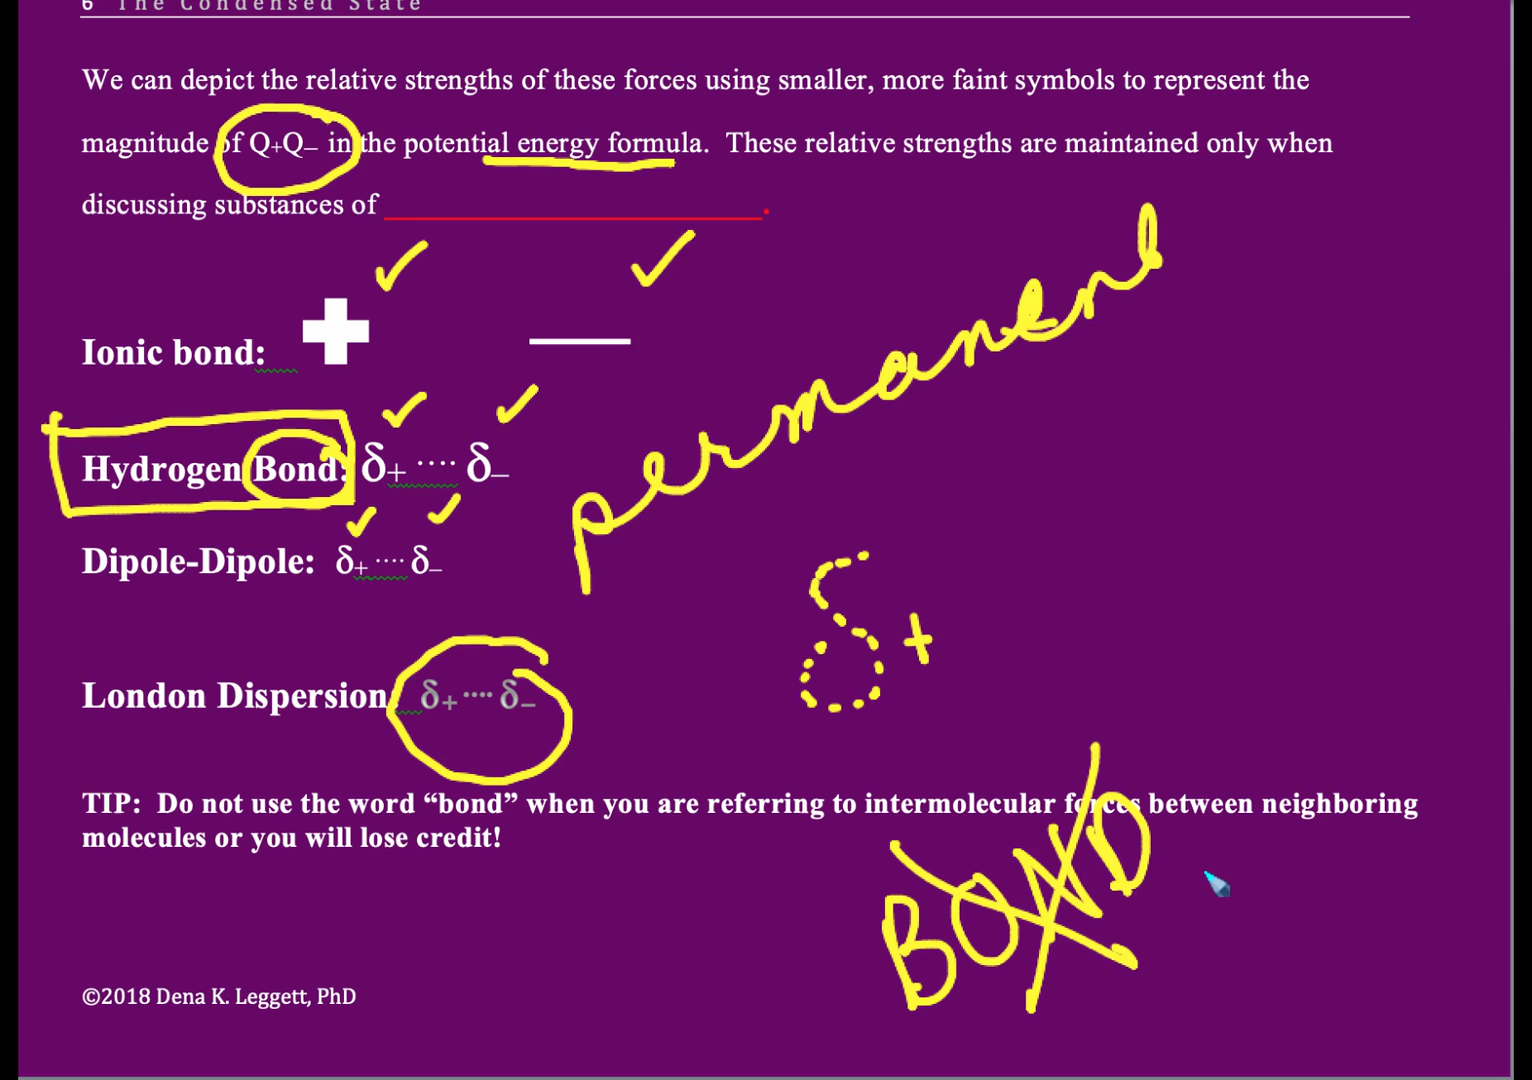 6 The Condensed State
We can depict the relative strengths of these forces using smaller, more faint symbols to represent the
magnitude of Q+Q– in the potential energy formula. These relative strengths are maintained only when
discussing substances of ____________________.
Ionic bond: + —
Hydrogen Bond: δ+ ···· δ–
permanent
Dipole-Dipole: δ+ ···· δ–
δ+
London Dispersion: δ+ ···· δ–
TIP: Do not use the word “bond” when you are referring to intermolecular forces between neighboring
molecules or you will lose credit!
BOND
©2018 Dena K. Leggett, PhD